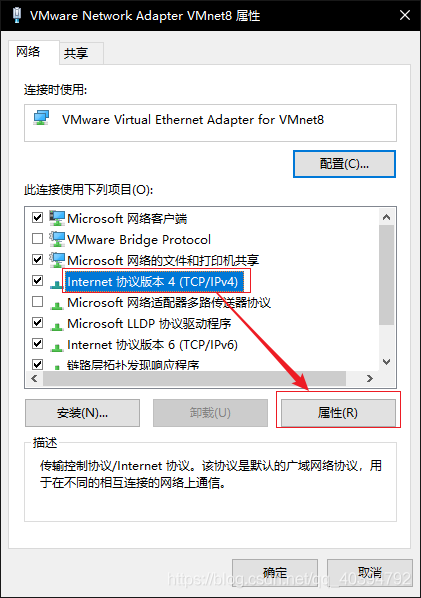 VMware Network Adapter VMnet8 属性
网络
共享
连接时使用:
VMware Virtual Ethernet Adapter for VMnet8
配置(C)...
此连接使用下列项目(O):
Microsoft 网络客户端
VMware Bridge Protocol
Microsoft 网络的文件和打印机共享
Internet 协议版本 4 (TCP/IPv4)
Microsoft 网络适配器多路传送器协议
Microsoft LLDP 协议驱动程序
Internet 协议版本 6 (TCP/IPv6)
链路层拓扑发现响应程序
安装(N)...
卸载(U)
属性(R)
描述
传输控制协议/Internet 协议。该协议是默认的广域网络协议，用
于在不同的相互连接的网络上通信。
确定
取消